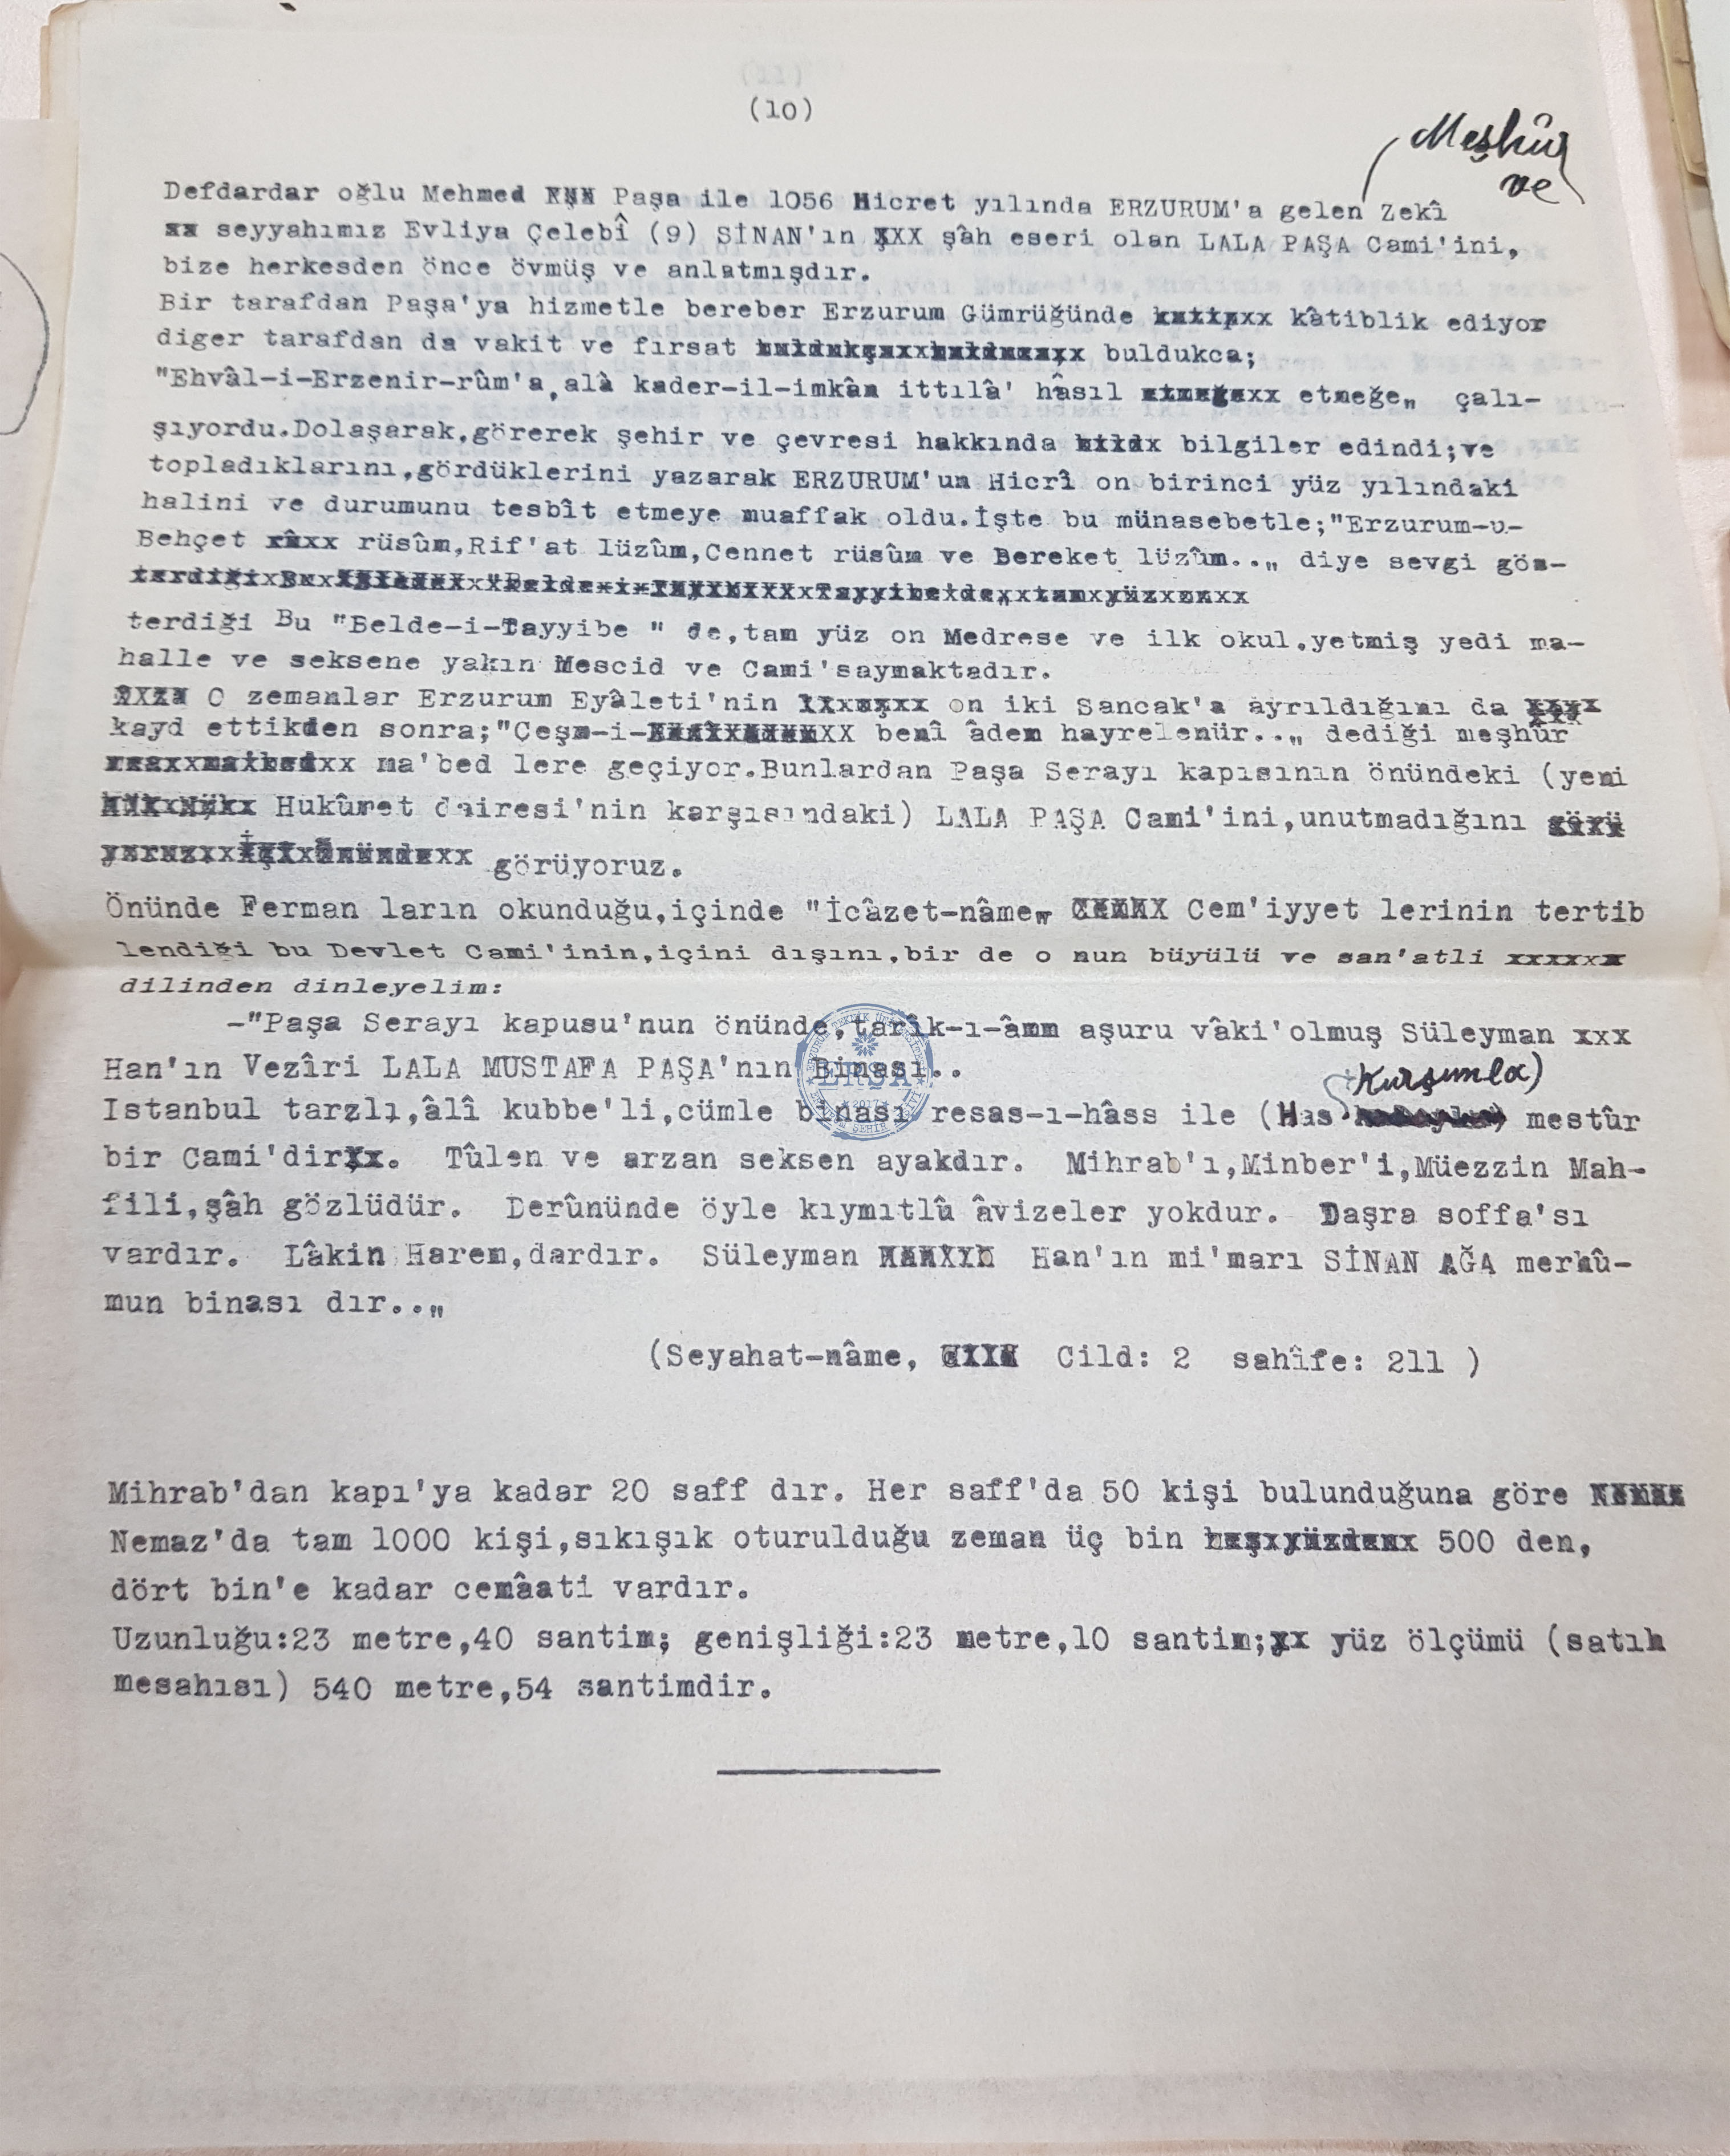 (10)
Meşhûr
ve
Defdardar oğlu Mehmed Paşa ile 1056 Hicret yılında ERZURUM'a gelen Zekî
seyyahımız Evliya Çelebî (9) SİNAN'ın şâh eseri olan LALA PAŞA Cami'ini,
bize herkesden önce övmüş ve anlatmışdır.
Bir tarafdan Paşa'ya hizmetle bereber Erzurum Gümrüğünde kâtiblik ediyor
diger tarafdan da vakit ve fırsat buldukca;
"Ehvâl-i-Erzenir-rûm'a,alà kader-il-imkân ittılâ' hâsıl etmeğe„ çalı-
şıyordu.Dolaşarak,görerek şehir ve çevresi hakkında bilgiler edindi;ve
topladıklarını,gördüklerini yazarak ERZURUM'un Hicrî on birinci yüz yılındaki
halini ve durumunu tesbît etmeye muaffak oldu.İşte bu münasebetle;"Erzurum-u-
Behçet rüsûm,Rif'at lüzûm,Cennet rüsûm ve Bereket lüzûm..„ diye sevgi gös-
terdiği Bu "Belde-i-Tayyibe " de,tam yüz on Medrese ve ilk okul,yetmiş yedi ma-
halle ve seksene yakın Mescid ve Cami'saymaktadır.
O zemanlar Erzurum Eyâleti'nin on iki Sancak'a ayrıldığını da
kayd ettikden sonra;"Çeşm-i- benî âdem hayrelenür..„ dediği meşhûr
ma'bed lere geçiyor.Bunlardan Paşa Serayı kapısının önündeki (yeni
Hukûmet dairesi'nin karşısındaki) LALA PAŞA Cami'ini,unutmadığını
görüyoruz.
Önünde Ferman ların okunduğu,içinde "İcâzet-nâme„ Cem'iyyet lerinin tertib
lendiği bu Devlet Cami'inin,içini dışını,bir de o nun büyülü ve san'atli
dilinden dinleyelim:
-"Paşa Serayı kapusu'nun önünde,tarîk-ı-âmm aşuru vâki'olmuş Süleyman
Han'ın Vezîri LALA MUSTAFA PAŞA'nın Binası..
Kurşunla)
Istanbul tarzlı,âlî kubbe'li,cümle binası resas-ı-hâss ile (Has mestûr
bir Cami'dir. Tûlen ve arzan seksen ayakdır. Mihrab'ı,Minber'i,Müezzin Mah-
fili,şâh gözlüdür. Derûnünde öyle kıymıtlû âvizeler yokdur. Daşra soffa'sı
vardır. Lâkin Harem,dardır. Süleyman Han'ın mi'marı SİNAN AĞA merhû-
mun binası dır..„
(Seyahat-nâme, Cild: 2 sahîfe: 211 )
Mihrab'dan kapı'ya kadar 20 saff dır. Her saff'da 50 kişi bulunduğuna göre
Nemaz'da tam 1000 kişi,sıkışık oturulduğu zeman üç bin 500 den,
dört bin'e kadar cemâati vardır.
Uzunluğu:23 metre,40 santim; genişliği:23 metre,10 santim; yüz ölçümü (satıh
mesahısı) 540 metre,54 santimdir.
ERŞA
2017